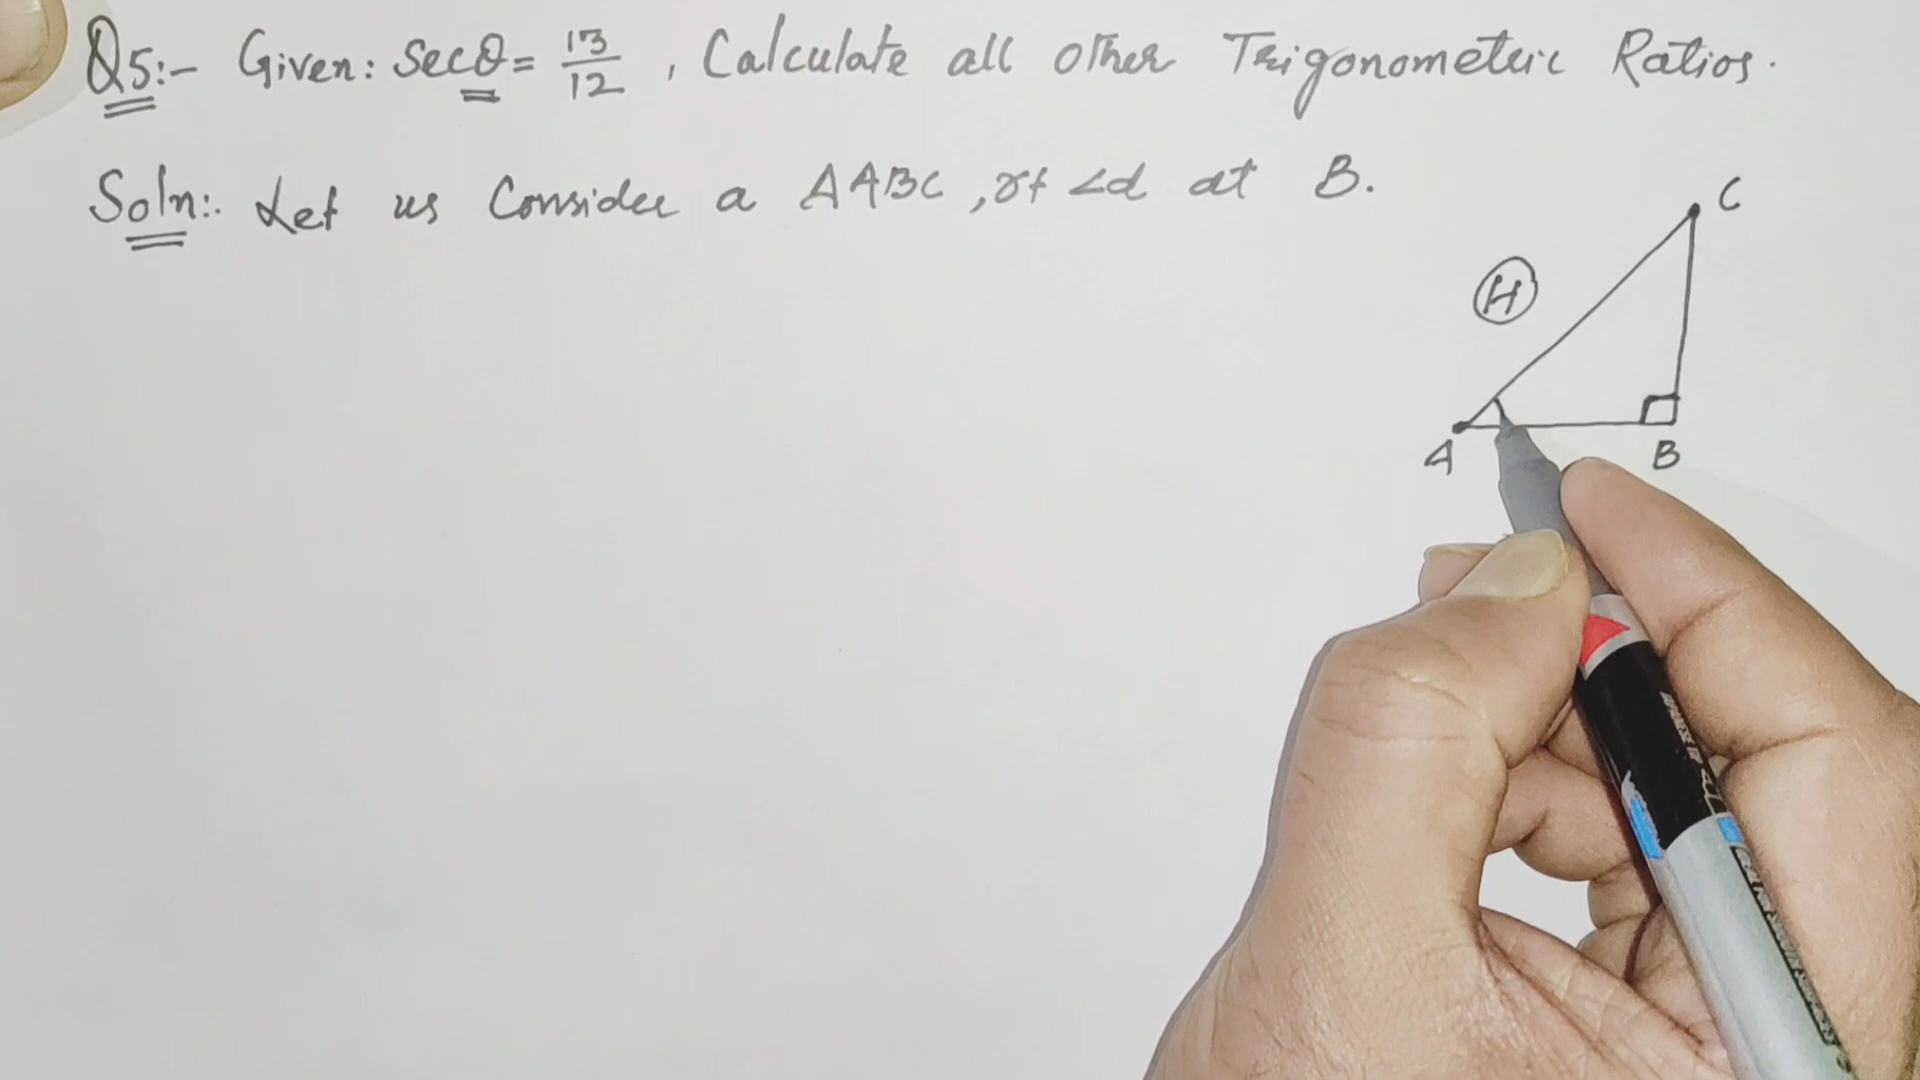 Q5:- Given: Secθ = 13/12, Calculate all other Trigonometric Ratios.
Soln:. Let us Consider a ΔABC, rt ∠d at B.
C
H
A B